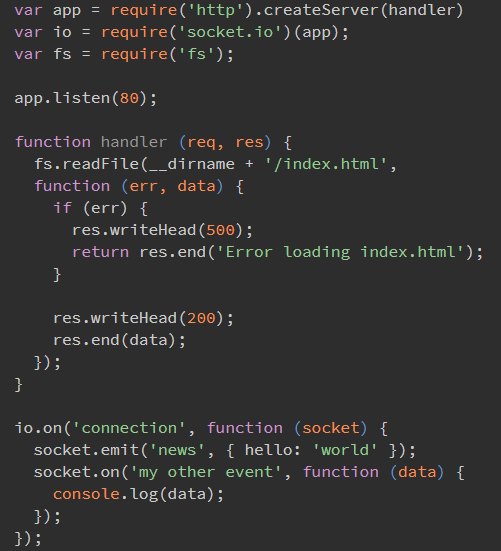 var app = require('http').createServer(handler)
var io = require('socket.io')(app);
var fs = require('fs');

app.listen(80);

function handler (req, res) {
  fs.readFile(__dirname + '/index.html',
  function (err, data) {
    if (err) {
      res.writeHead(500);
      return res.end('Error loading index.html');
    }

    res.writeHead(200);
    res.end(data);
  });
}

io.on('connection', function (socket) {
  socket.emit('news', { hello: 'world' });
  socket.on('my other event', function (data) {
    console.log(data);
  });
});